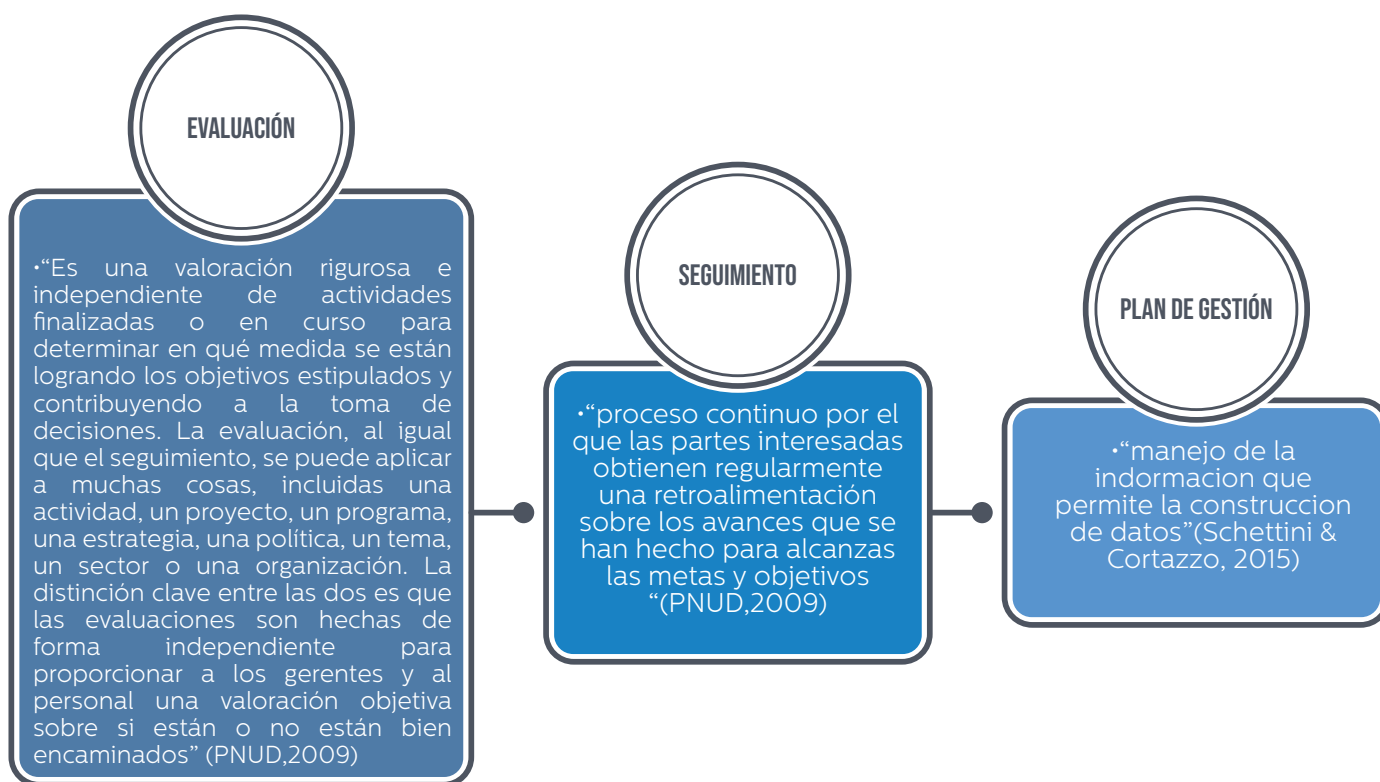 EVALUACIÓN
•“Es una valoración rigurosa e
independiente de actividades
finalizadas o en curso para
determinar en qué medida se están
logrando los objetivos estipulados y
contribuyendo a la toma de
decisiones. La evaluación, al igual
que el seguimiento, se puede aplicar
a muchas cosas, incluidas una
actividad, un proyecto, un programa,
una estrategia, una política, un tema,
un sector o una organización. La
distinción clave entre las dos es que
las evaluaciones son hechas de
forma independiente para
proporcionar a los gerentes y al
personal una valoración objetiva
sobre si están o no están bien
encaminados” (PNUD,2009)
SEGUIMIENTO
•“proceso continuo por el
que las partes interesadas
obtienen regularmente
una retroalimentación
sobre los avances que se
han hecho para alcanzas
las metas y objetivos
“(PNUD,2009)
PLAN DE GESTIÓN
•“manejo de la
indormacion que
permite la construccion
de datos”(Schettini &
Cortazzo, 2015)